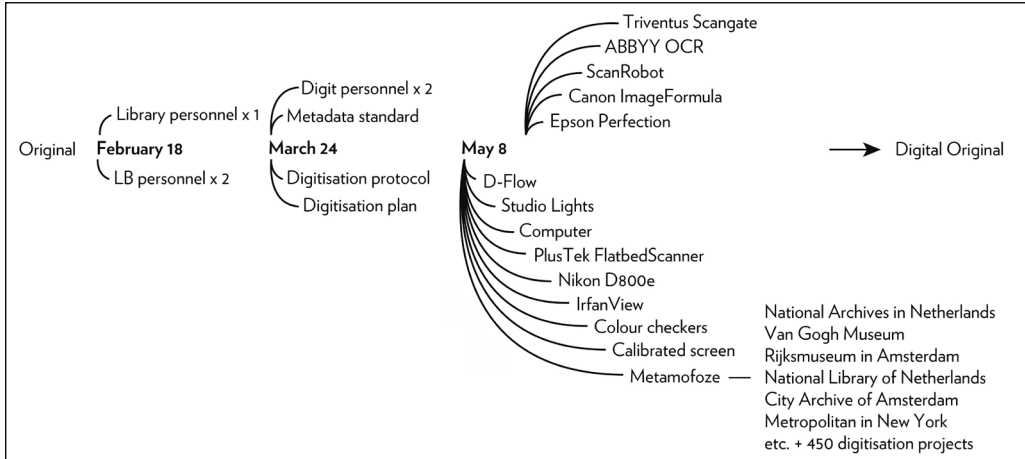 Triventus Scangate
ABBYY OCR
ScanRobot
Canon ImageFormula
Epson Perfection
Digit personnel x 2
Metadata standard
Library personnel x 1
Original
February 18
March 24
May 8
Digital Original
LB personnel x 2
Digitisation protocol
Digitisation plan
D-Flow
Studio Lights
Computer
PlusTek FlatbedScanner
Nikon D800e
IrfanView
Colour checkers
Calibrated screen
Metamofoze
National Archives in Netherlands
Van Gogh Museum
Rijksmuseum in Amsterdam
National Library of Netherlands
City Archive of Amsterdam
Metropolitan in New York
etc. + 450 digitisation projects